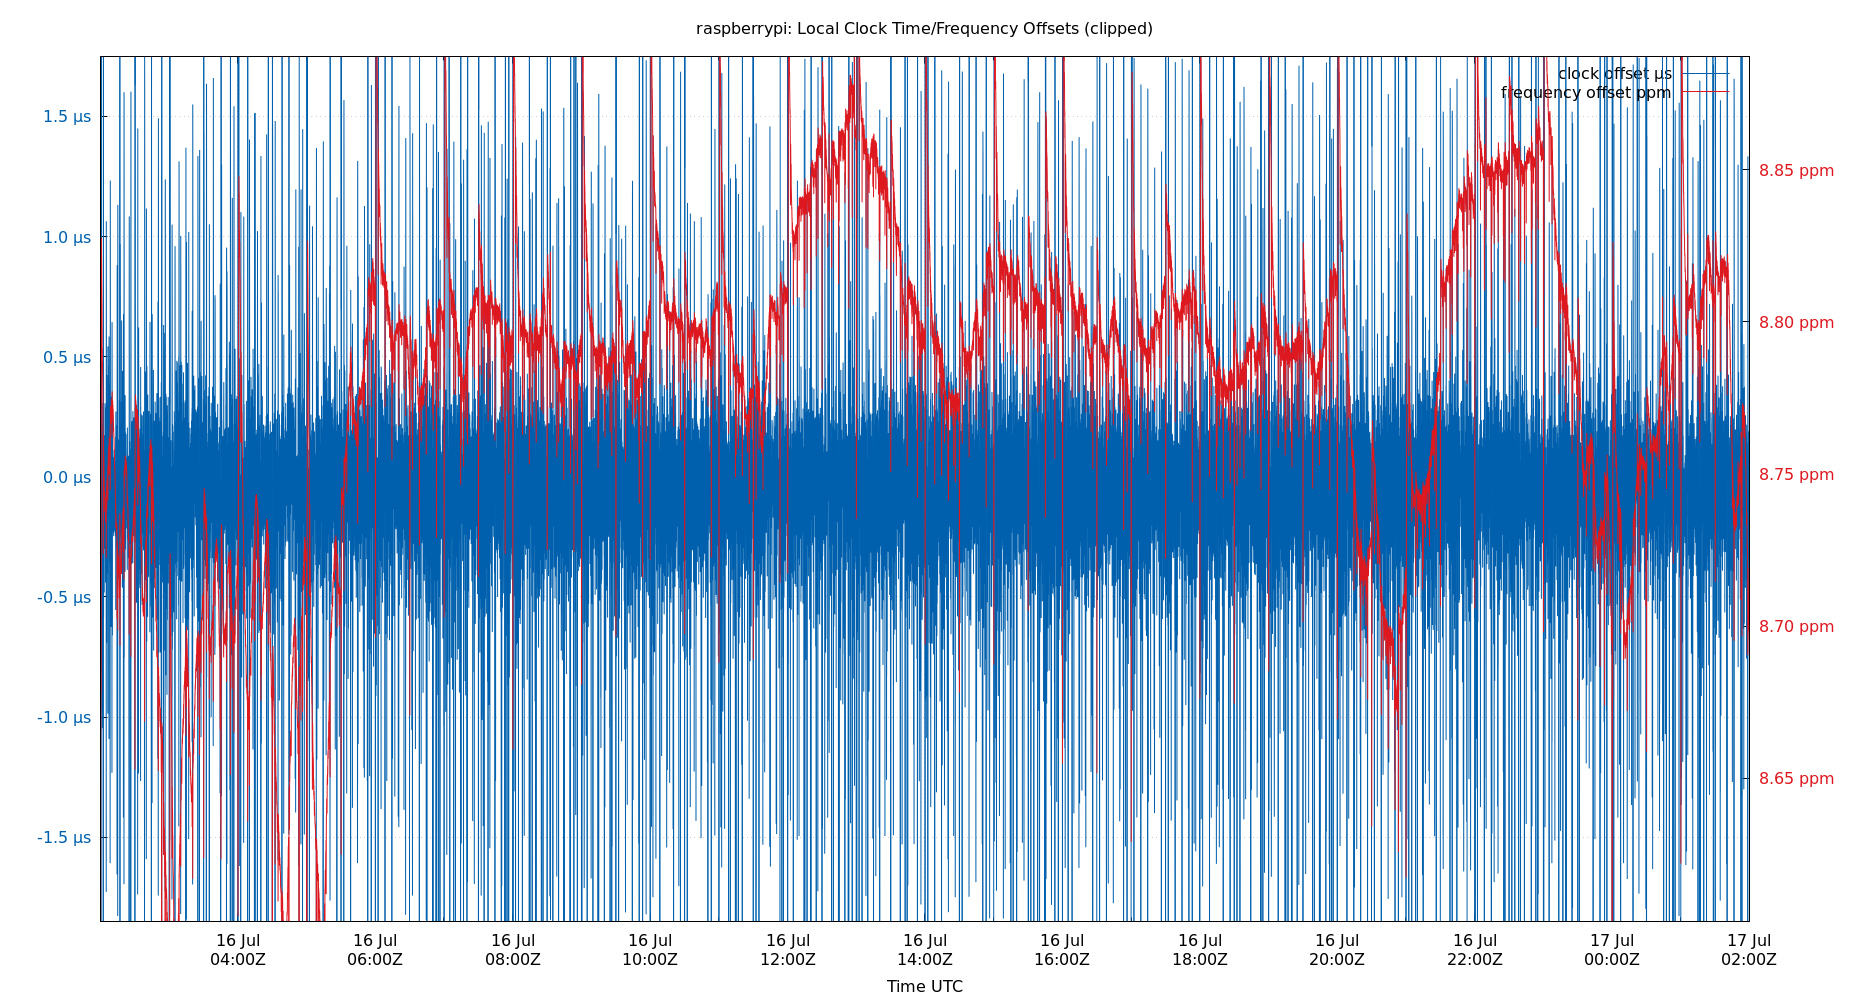 raspberrypi: Local Clock Time/Frequency Offsets (clipped)
clock offset µs
frequency offset ppm
1.5 µs
1.0 µs
0.5 µs
0.0 µs
-0.5 µs
-1.0 µs
-1.5 µs
8.85 ppm
8.80 ppm
8.75 ppm
8.70 ppm
8.65 ppm
16 Jul 16 Jul 16 Jul 16 Jul 16 Jul 16 Jul 16 Jul 16 Jul 16 Jul 16 Jul 17 Jul 17 Jul
04:00Z 06:00Z 08:00Z 10:00Z 12:00Z 14:00Z 16:00Z 18:00Z 20:00Z 22:00Z 00:00Z 02:00Z
Time UTC